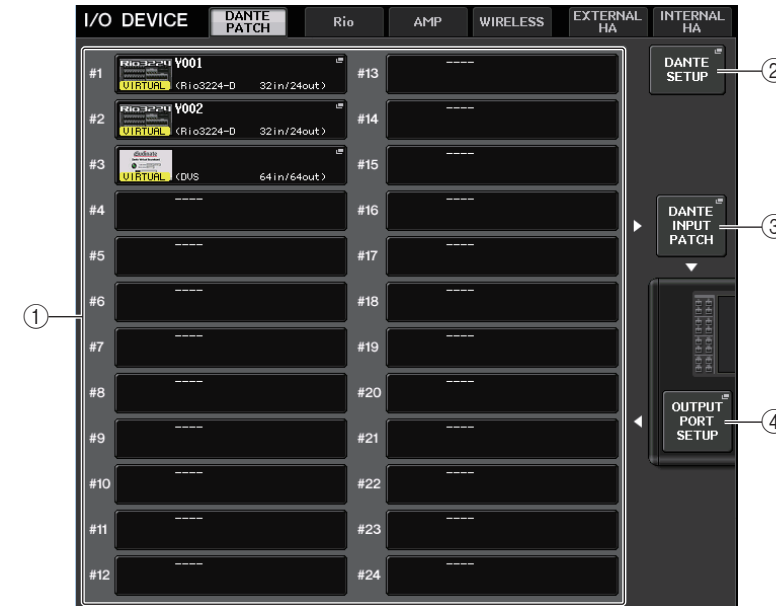 I/O DEVICE DANTE PATCH Rio AMP WIRELESS EXTERNAL HA INTERNAL HA
#1 Y001
VIRTUAL (Rio3224-D 32in/24out)
#2 Y002
VIRTUAL (Rio3224-D 32in/24out)
#3
VIRTUAL (DVS 64in/64out)
#4 ----
#5 ----
#6 ----
#7 ----
#8 ----
#9 ----
#10 ----
#11 ----
#12 ----
#13 ----
#14 ----
#15 ----
#16 ----
#17 ----
#18 ----
#19 ----
#20 ----
#21 ----
#22 ----
#23 ----
#24 ----
DANTE
SETUP
DANTE
INPUT
PATCH
OUTPUT
PORT
SETUP
1
2
3
4